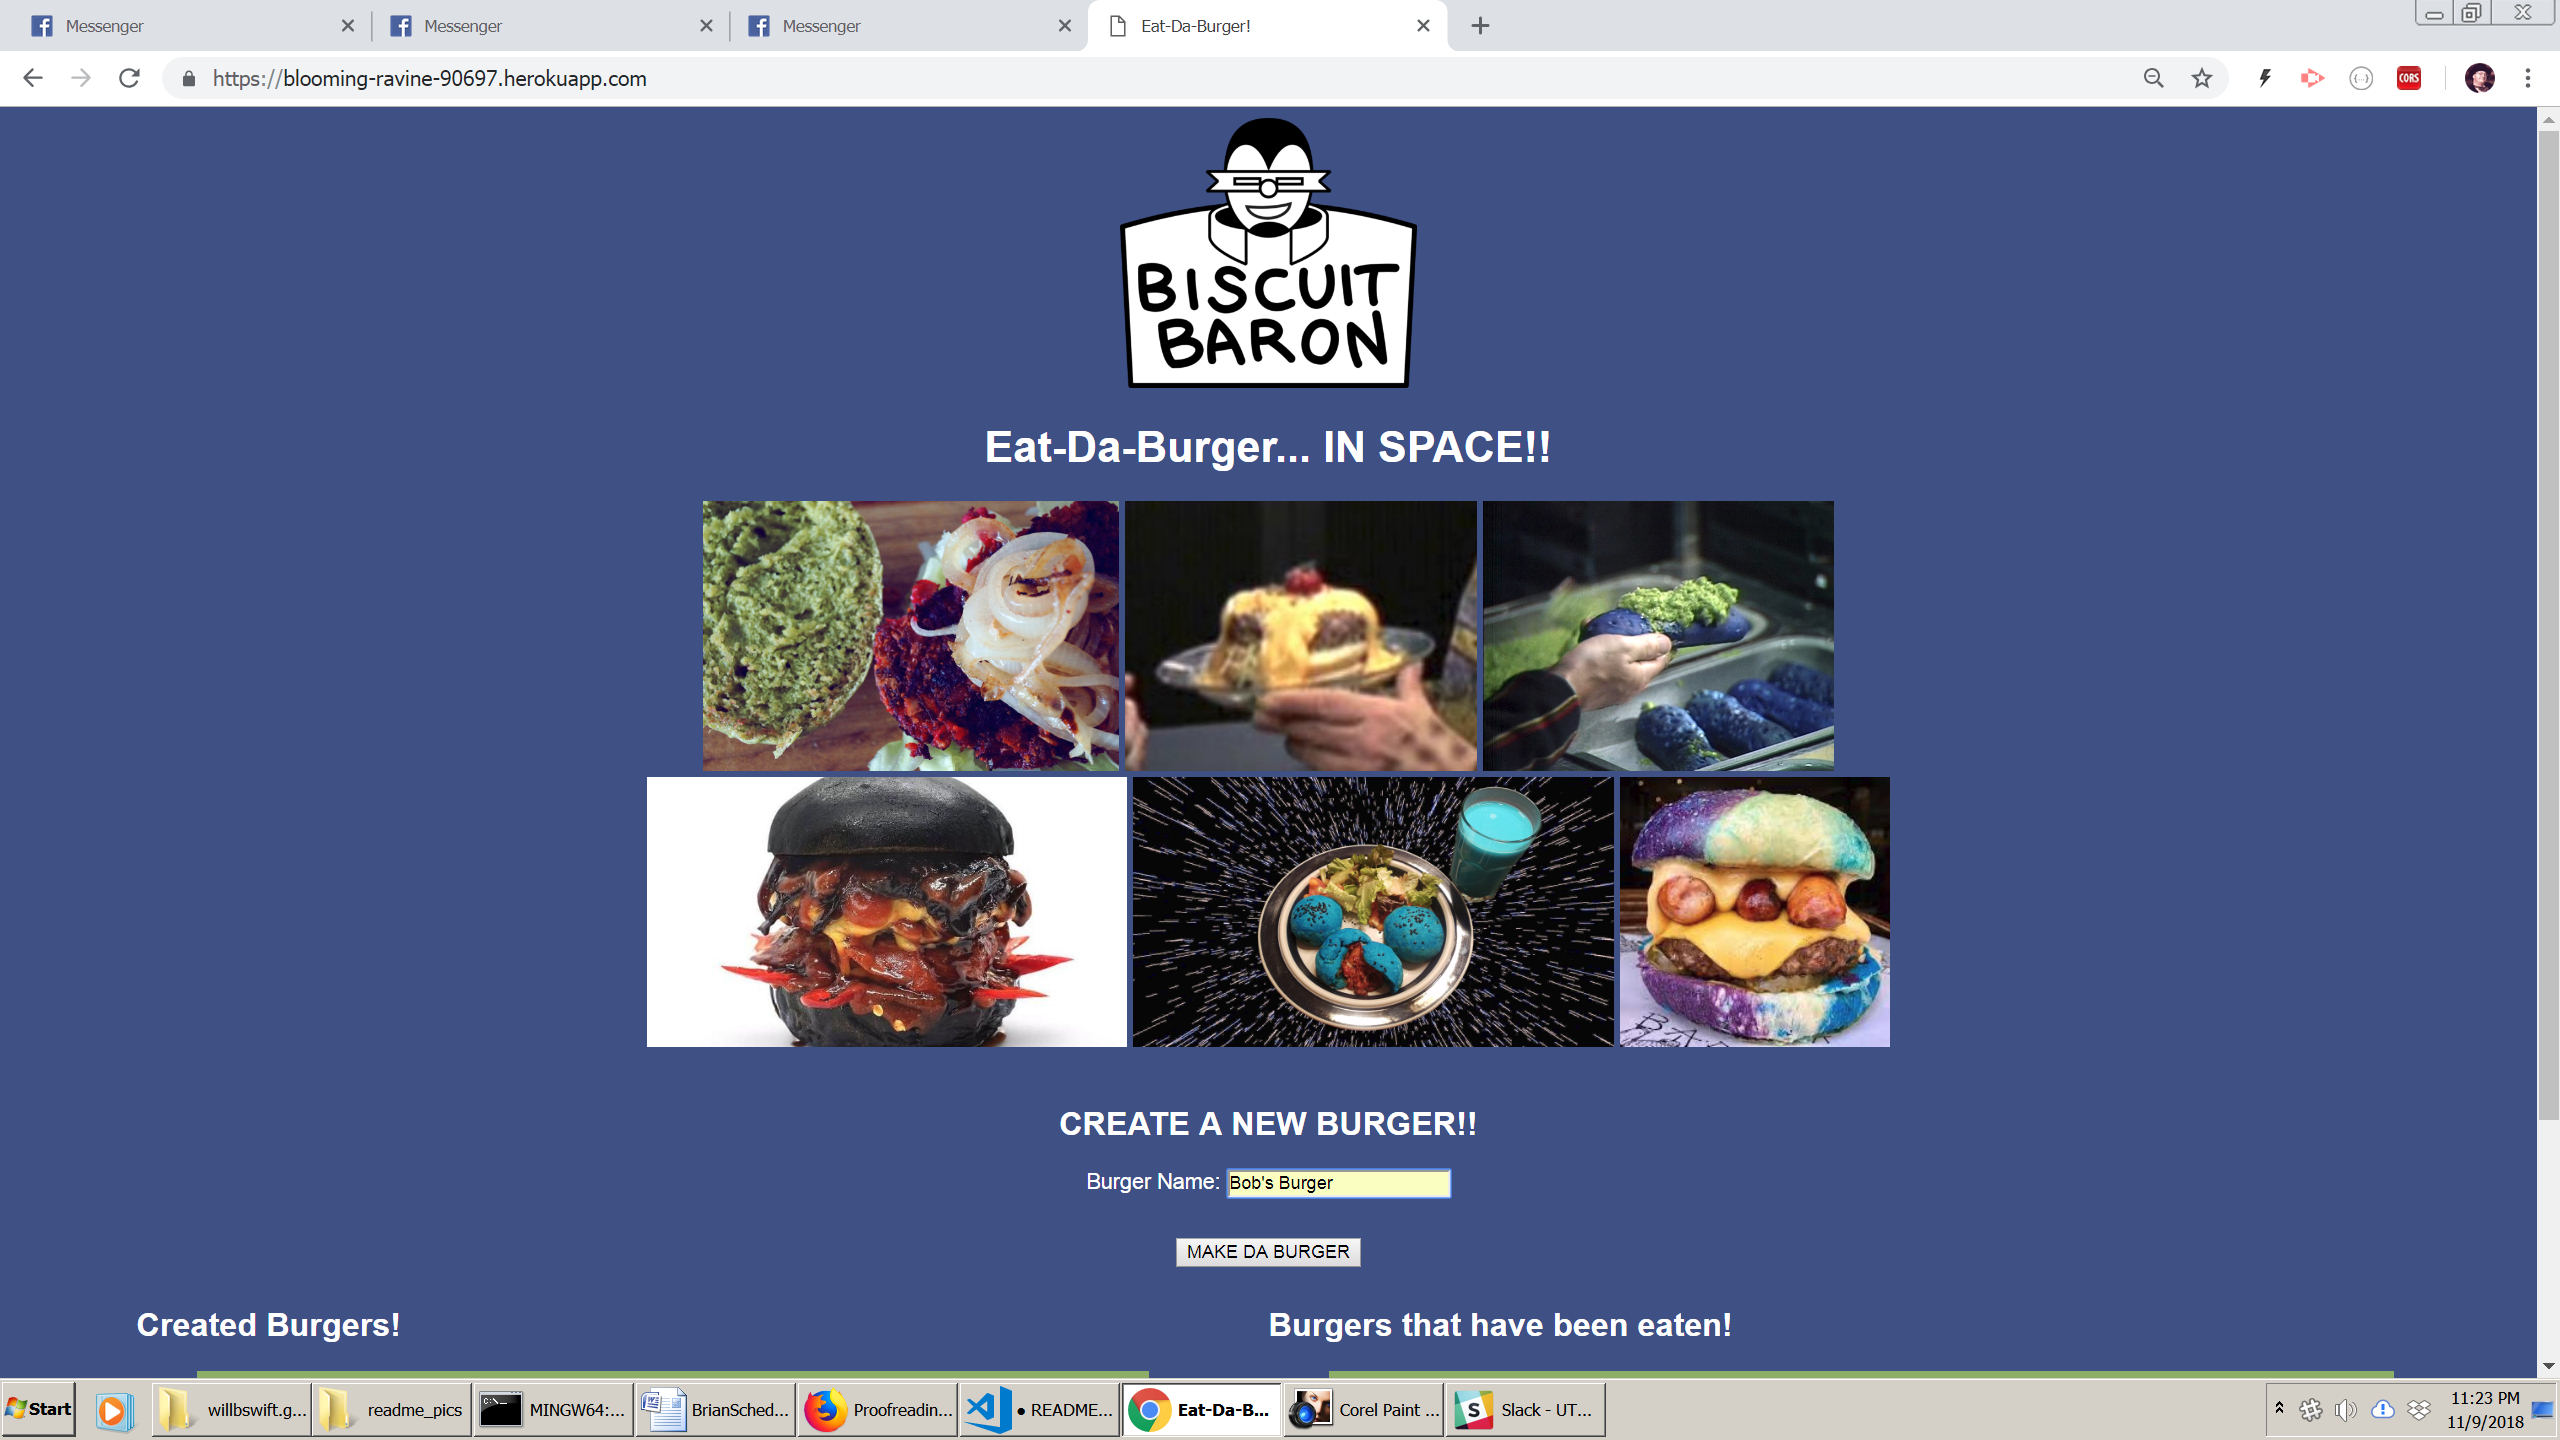 Messenger
Messenger
Messenger
Eat-Da-Burger!
https://blooming-ravine-90697.herokuapp.com
CORS
BISCUIT
BARON
Eat-Da-Burger... IN SPACE!!
CREATE A NEW BURGER!!
Burger Name: Bob's Burger
MAKE DA BURGER
Created Burgers!
Burgers that have been eaten!
Start
willbswift.g...
readme_pics
MINGW64:...
BrianSched...
Proofreadin...
● README...
Eat-Da-B...
Corel Paint ...
Slack - UT...
11:23 PM
11/9/2018